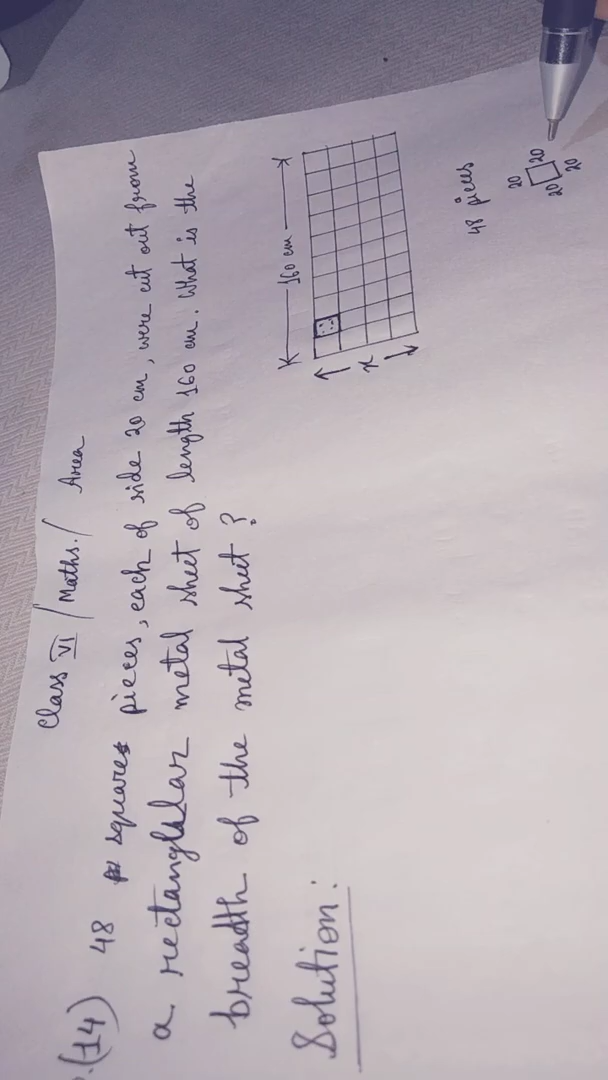 Class VI / Maths. / Area
(14) 48 squares pieces, each of side 20 cm, were cut out from
a rectanglular metal sheet of length 160 cm. What is the
breadth of the metal sheet?
Solution:
160 cm
x
48 pieces
20
20
20
20